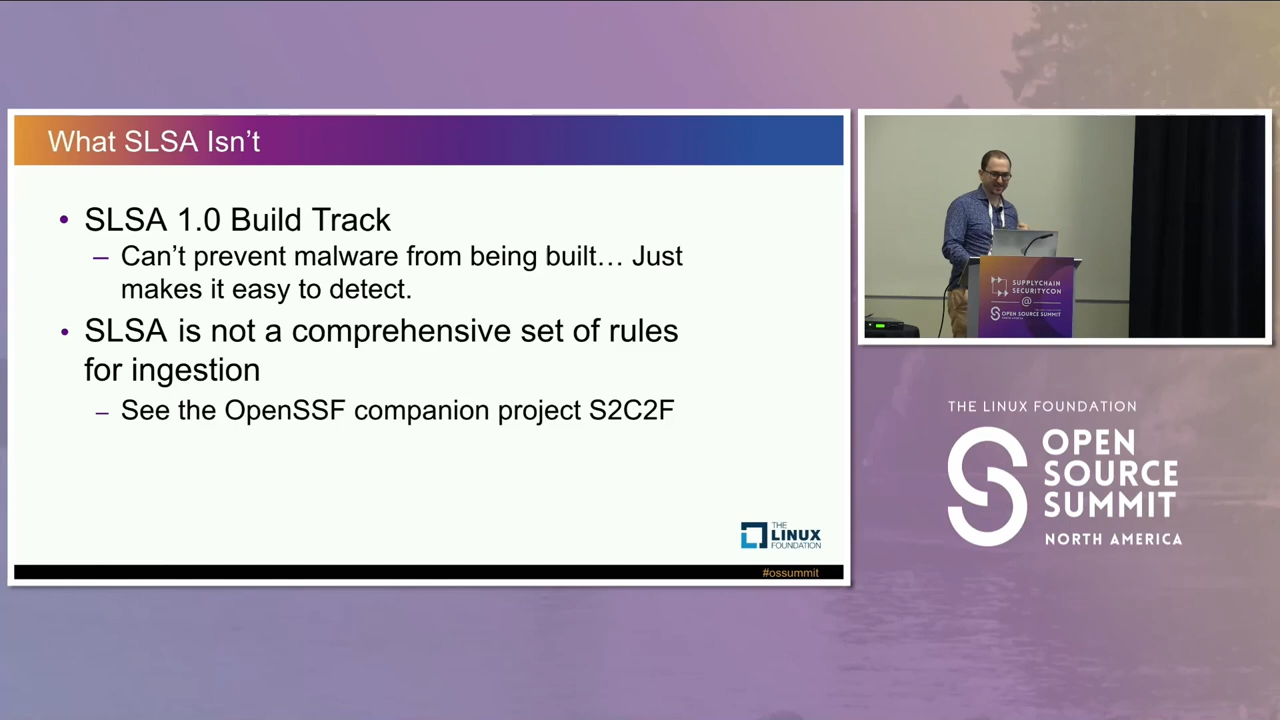 What SLSA Isn't
• SLSA 1.0 Build Track
– Can't prevent malware from being built… Just
makes it easy to detect.
• SLSA is not a comprehensive set of rules
for ingestion
– See the OpenSSF companion project S2C2F
THE
LINUX
FOUNDATION
#ossummit
SUPPLYCHAIN
SECURITYCON
@
OPEN SOURCE SUMMIT
THE LINUX FOUNDATION
OPEN
SOURCE
SUMMIT
NORTH AMERICA